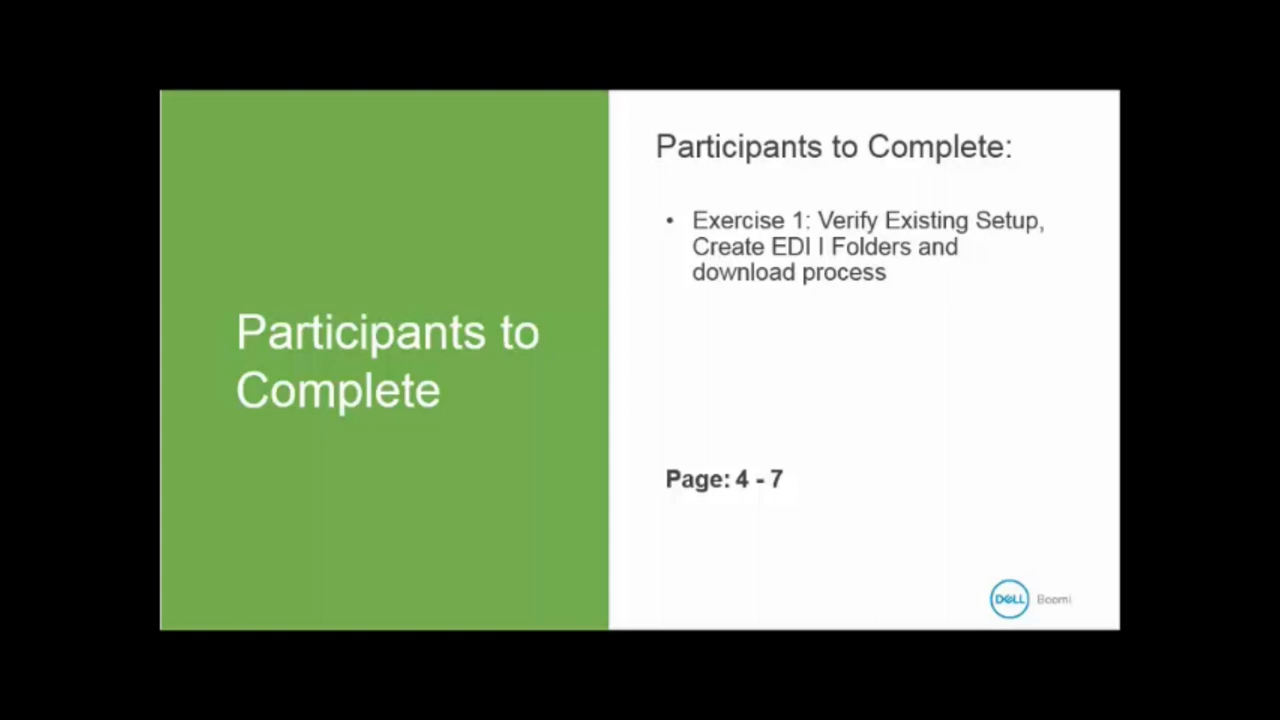 Participants to
Complete
Participants to Complete:
• Exercise 1: Verify Existing Setup,
Create EDI I Folders and
download process
Page: 4 - 7
DELL Boomi